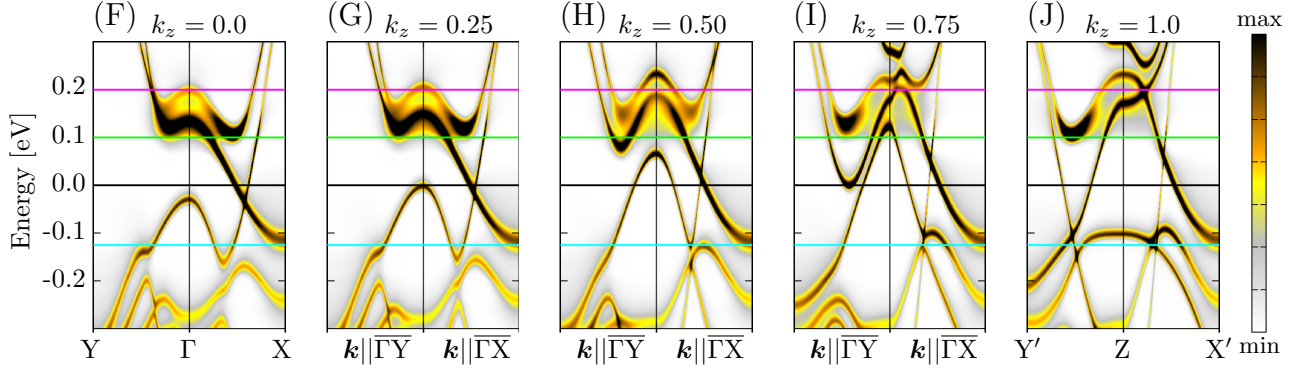 (F) (G) (H) (I) (J) max
k_z = 0.0 k_z = 0.25 k_z = 0.50 k_z = 0.75 k_z = 1.0
Energy [eV]
0.2
0.1
0.0
-0.1
-0.2
Y Γ X k||ΓY k||ΓX k||ΓY k||ΓX k||ΓY k||ΓX Y′ Z X′ min